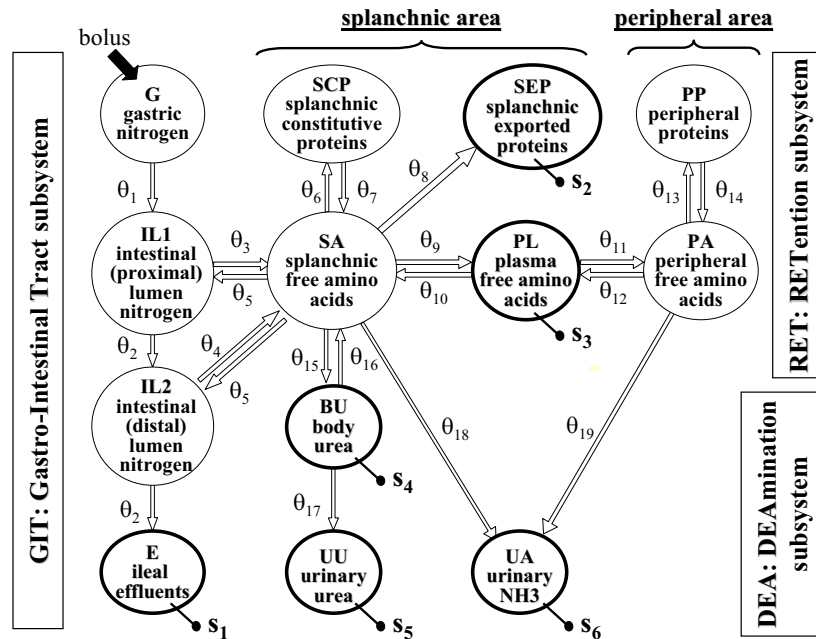 splanchnic area
peripheral area
bolus
GIT: Gastro-Intestinal Tract subsystem
RET: RETention subsystem
DEA: DEAmination
subsystem
G
gastric
nitrogen
SCP
splanchnic
constitutive
proteins
SEP
splanchnic
exported
proteins
s2
PP
peripheral
proteins
θ1
θ6
θ7
θ8
θ13
θ14
IL1
intestinal
(proximal)
lumen
nitrogen
θ3
θ5
SA
splanchnic
free amino
acids
θ9
θ10
PL
plasma
free amino
acids
s3
θ11
θ12
PA
peripheral
free amino
acids
θ2
θ4
θ5
θ15
θ16
IL2
intestinal
(distal)
lumen
nitrogen
BU
body
urea
s4
θ18
θ19
θ2
θ17
E
ileal
effluents
s1
UU
urinary
urea
s5
UA
urinary
NH3
s6